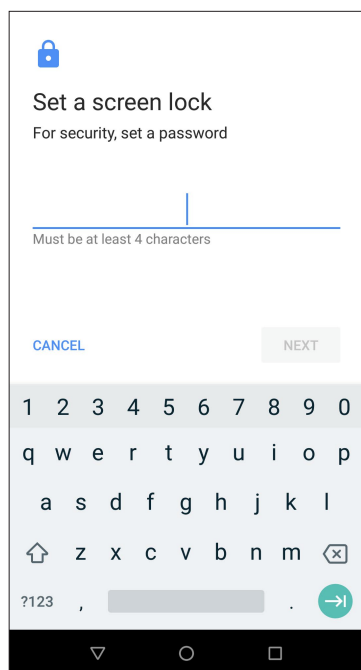 Set a screen lock
For security, set a password
Must be at least 4 characters
CANCEL NEXT
1 2 3 4 5 6 7 8 9 0
q w e r t y u i o p
a s d f g h j k l
z x c v b n m
?123 , .